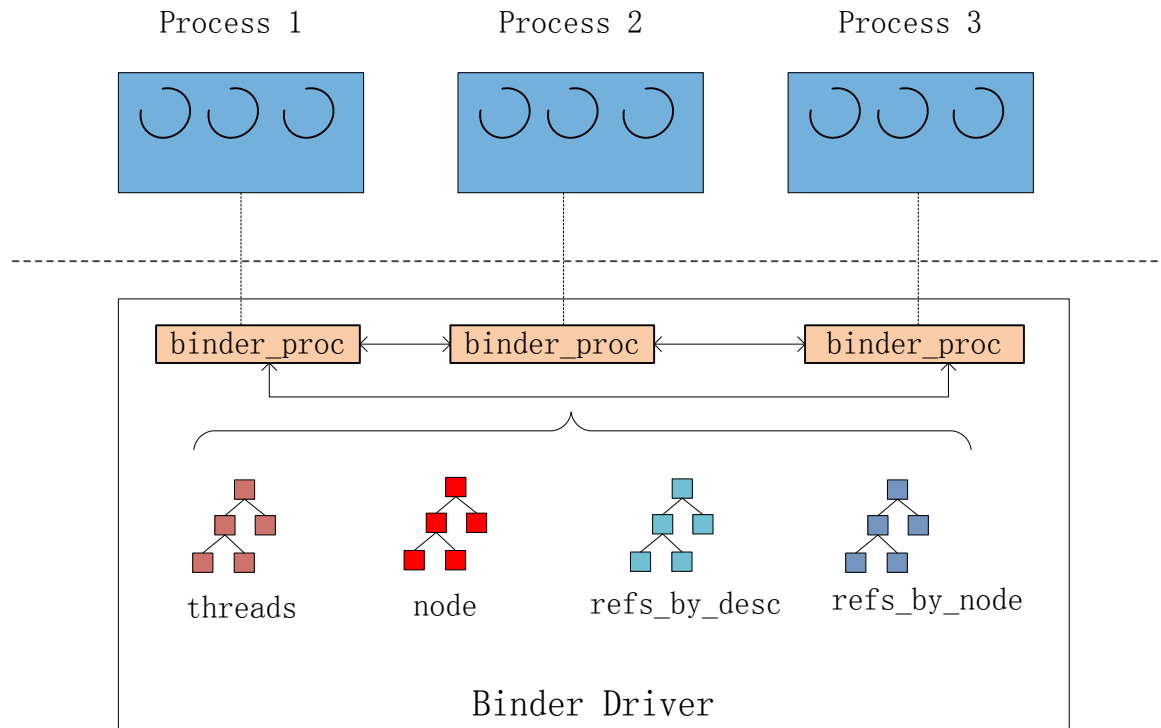 Process 1
Process 2
Process 3
binder_proc
binder_proc
binder_proc
threads
node
refs_by_desc
refs_by_node
Binder Driver